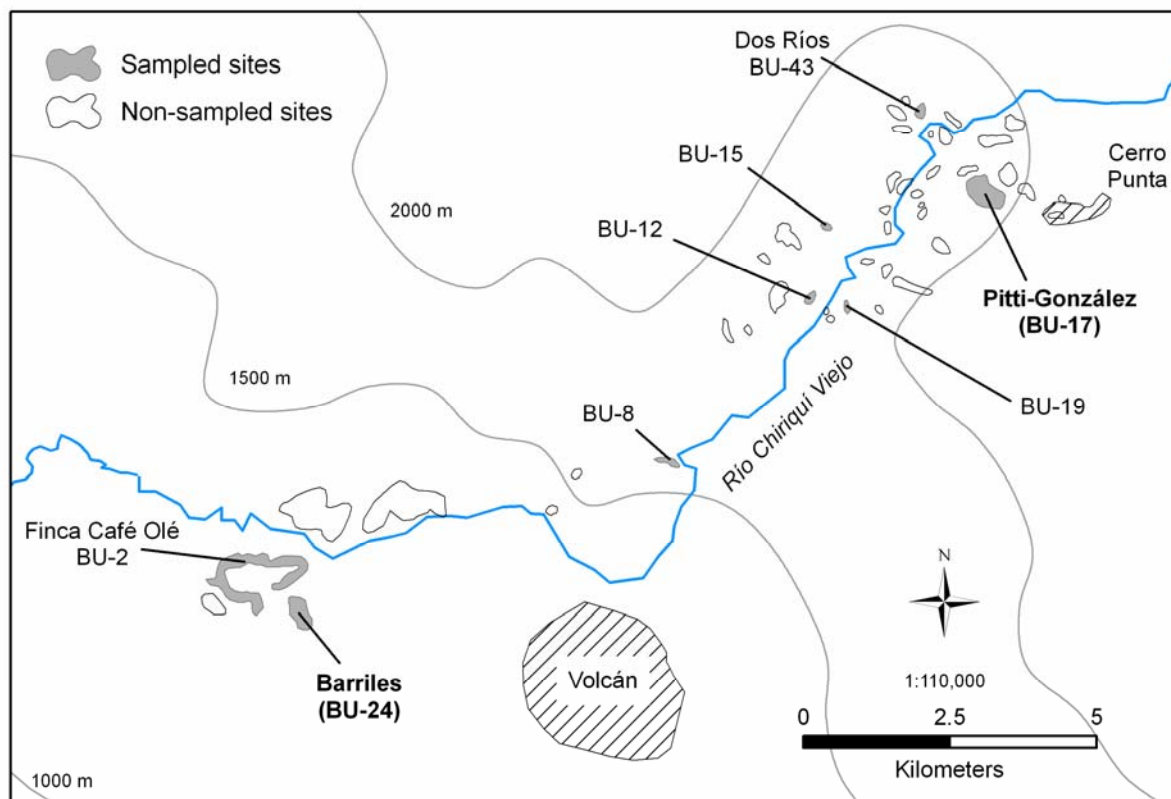 Sampled sites
Non-sampled sites
Dos Ríos
BU-43
BU-15
2000 m
BU-12
Cerro
Punta
Pitti-González
(BU-17)
1500 m
BU-8
BU-19
Río Chiriquí Viejo
Finca Café Olé
BU-2
N
Barriles
(BU-24)
Volcán
1:110,000
0 2.5 5
Kilometers
1000 m